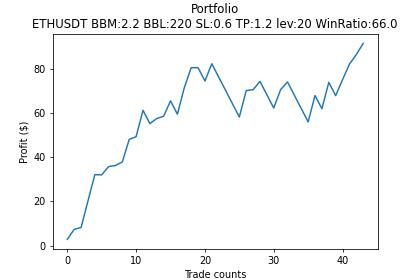 Portfolio
ETHUSDT BBM:2.2 BBL:220 SL:0.6 TP:1.2 lev:20 WinRatio:66.0
80
60
40
20
0
Profit ($)
0 10 20 30 40
Trade counts